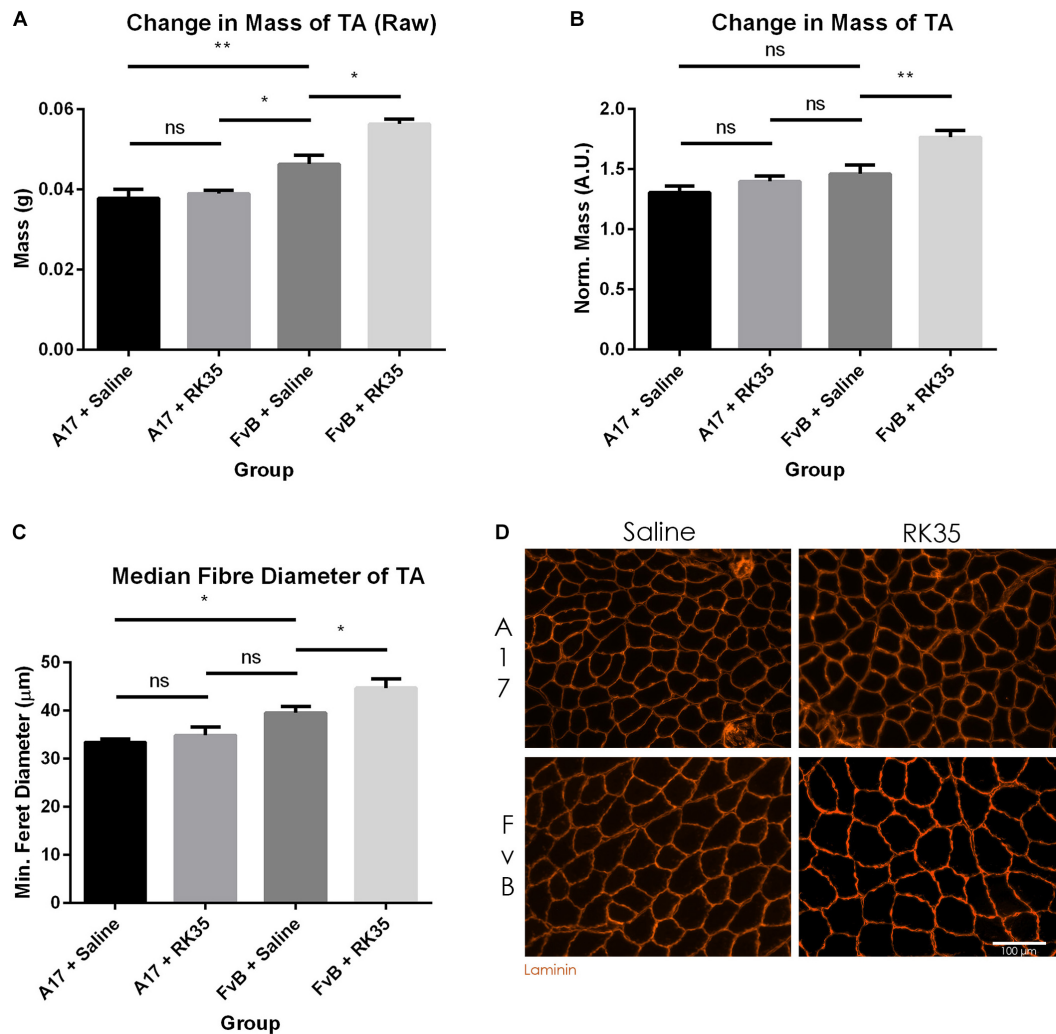 A
Change in Mass of TA (Raw)
**
*
*
ns
Mass (g)
0.06
0.04
0.02
0.00
A17 + Saline
A17 + RK35
FvB + Saline
FvB + RK35
Group
B
Change in Mass of TA
ns
**
ns
ns
Norm. Mass (A.U.)
2.0
1.5
1.0
0.5
0.0
A17 + Saline
A17 + RK35
FvB + Saline
FvB + RK35
Group
C
Median Fibre Diameter of TA
*
*
ns
ns
Min. Feret Diameter (µm)
50
40
30
20
10
0
A17 + Saline
A17 + RK35
FvB + Saline
FvB + RK35
Group
D
Saline
RK35
A
1
7
F
v
B
100 µm
Laminin